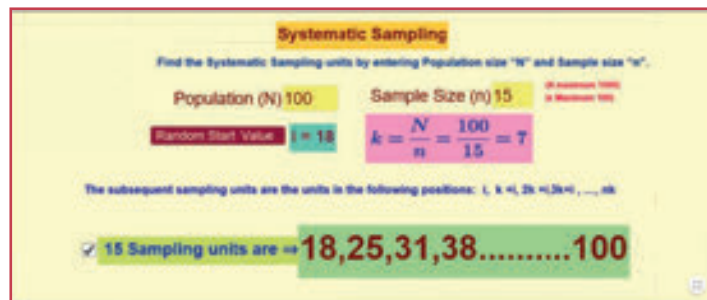 Systematic Sampling
Find the Systematic Sampling units by entering Population size "N" and Sample size "n".
Population (N) 100 Sample Size (n) 15
Random Start Value i = 18 k = N/n = 100/15 = 7
The subsequent sampling units are the units in the following positions: i, k +i, 2k +i,3k+i , ..., nk
15 Sampling units are ⇒ 18,25,31,38..........100